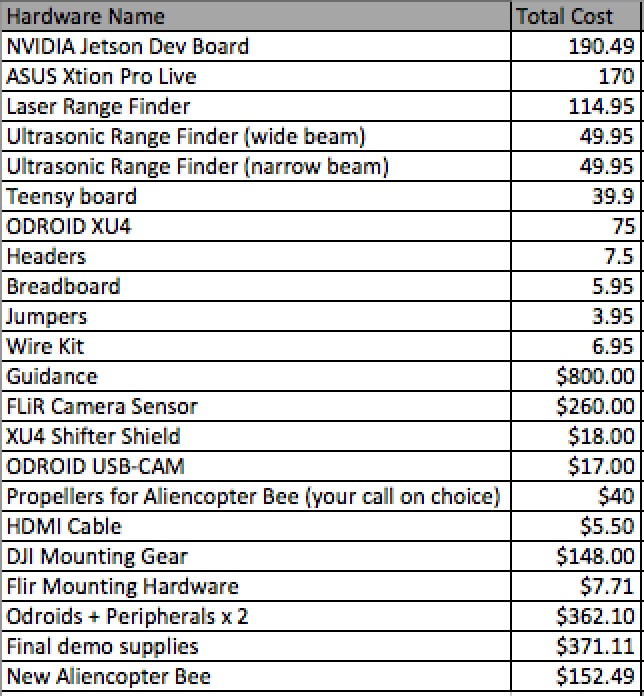 Hardware Name Total Cost
NVIDIA Jetson Dev Board 190.49
ASUS Xtion Pro Live 170
Laser Range Finder 114.95
Ultrasonic Range Finder (wide beam) 49.95
Ultrasonic Range Finder (narrow beam) 49.95
Teensy board 39.9
ODROID XU4 75
Headers 7.5
Breadboard 5.95
Jumpers 3.95
Wire Kit 6.95
Guidance $800.00
FLiR Camera Sensor $260.00
XU4 Shifter Shield $18.00
ODROID USB-CAM $17.00
Propellers for Aliencopter Bee (your call on choice) $40
HDMI Cable $5.50
DJI Mounting Gear $148.00
Flir Mounting Hardware $7.71
Odroids + Peripherals x 2 $362.10
Final demo supplies $371.11
New Aliencopter Bee $152.49